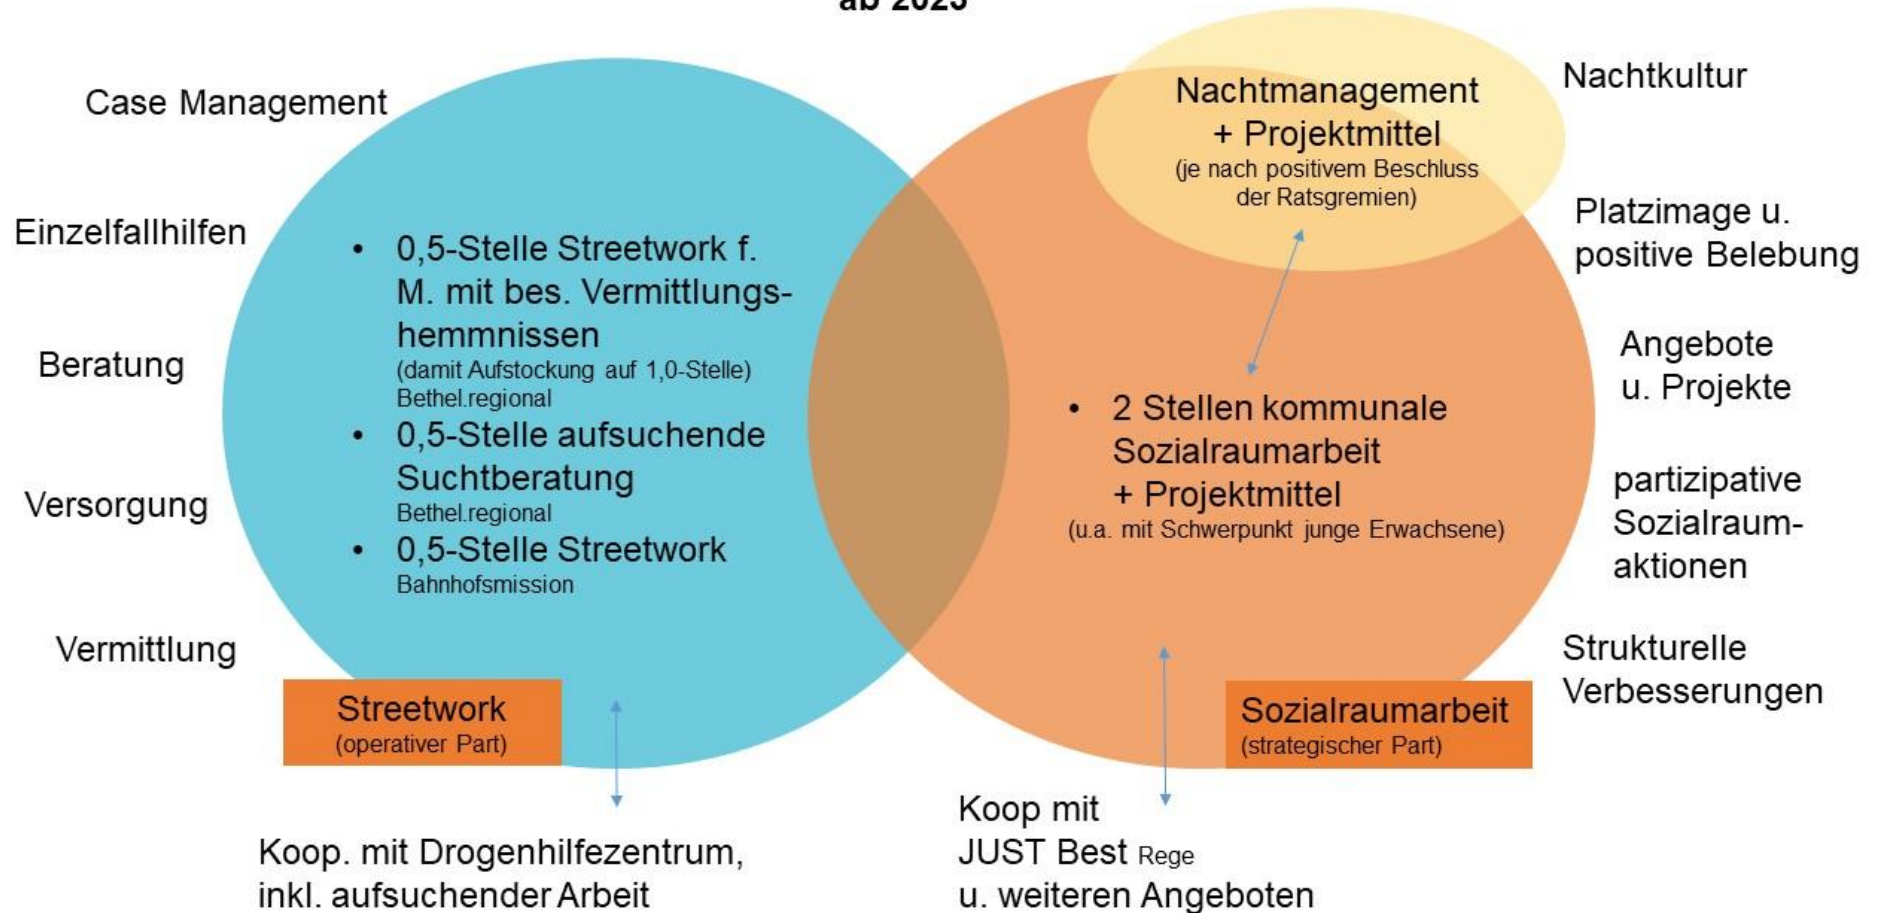 ab 2023
Case Management
Einzelfallhilfen
Beratung
Versorgung
Vermittlung
• 0,5-Stelle Streetwork f.
M. mit bes. Vermittlungs-
hemmnissen
(damit Aufstockung auf 1,0-Stelle)
Bethel.regional
• 0,5-Stelle aufsuchende
Suchtberatung
Bethel.regional
• 0,5-Stelle Streetwork
Bahnhofsmission
Streetwork
(operativer Part)
Koop. mit Drogenhilfezentrum,
inkl. aufsuchender Arbeit
Nachtmanagement
+ Projektmittel
(je nach positivem Beschluss
der Ratsgremien)
• 2 Stellen kommunale
Sozialraumarbeit
+ Projektmittel
(u.a. mit Schwerpunkt junge Erwachsene)
Sozialraumarbeit
(strategischer Part)
Koop mit
JUST Best Rege
u. weiteren Angeboten
Nachtkultur
Platzimage u.
positive Belebung
Angebote
u. Projekte
partizipative
Sozialraum-
aktionen
Strukturelle
Verbesserungen